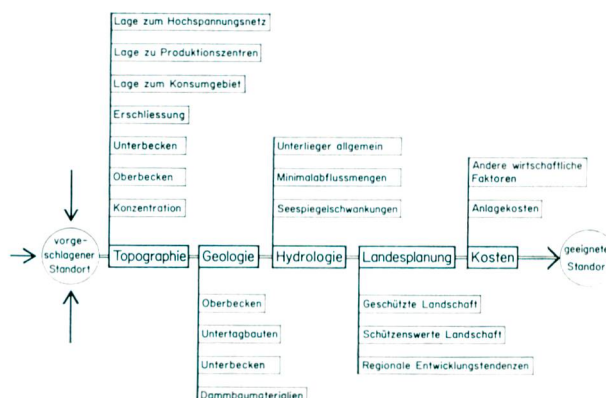 Lage zum Hochspannungsnetz
Lage zu Produktionszentren
Lage zum Konsumgebiet
Erschliessung
Unterbecken
Oberbecken
Konzentration
Unterlieger allgemein
Minimalabflussmengen
Seespiegelschwankungen
Andere wirtschaftliche
Faktoren
Anlagekosten
vorge-
schlagener
Standort
Topographie
Geologie
Hydrologie
Landesplanung
Kosten
geeignete
Standor
Oberbecken
Untertagbauten
Unterbecken
Dammbaumaterialien
Geschützte Landschaft
Schützenswerte Landschaft
Regionale Entwicklungstendenzen